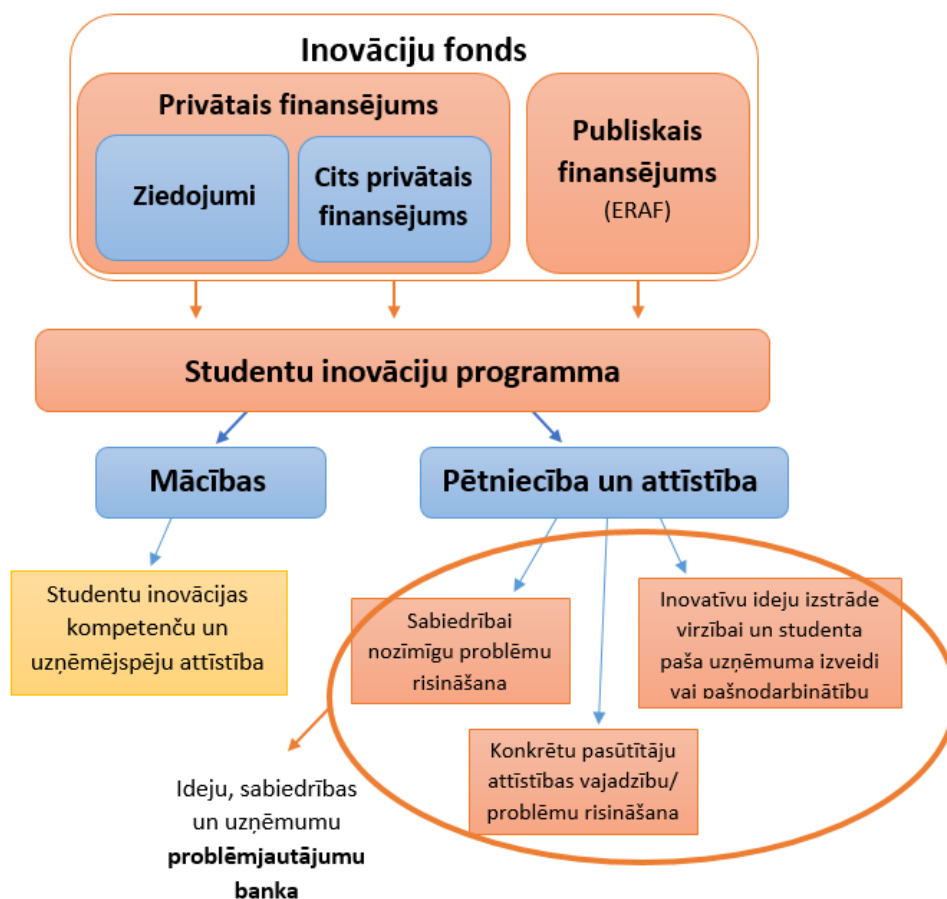 Inovāciju fonds
Privātais finansējums
Ziedojumi
Cits privātais
finansējums
Publiskais
finansējums
(ERAF)
Studentu inovāciju programma
Mācības
Pētniecība un attīstība
Studentu inovācijas
kompetenču un
uzņēmējspēju attīstība
Sabiedrībai
nozīmīgu problēmu
risināšana
Inovatīvu ideju izstrāde
virzībai un studenta
paša uzņēmuma izveidi
vai pašnodarbinātību
Konkrētu pasūtītāju
attīstības vajadzību/
problēmu risināšana
Ideju, sabiedrības
un uzņēmumu
problēmjautājumu
banka